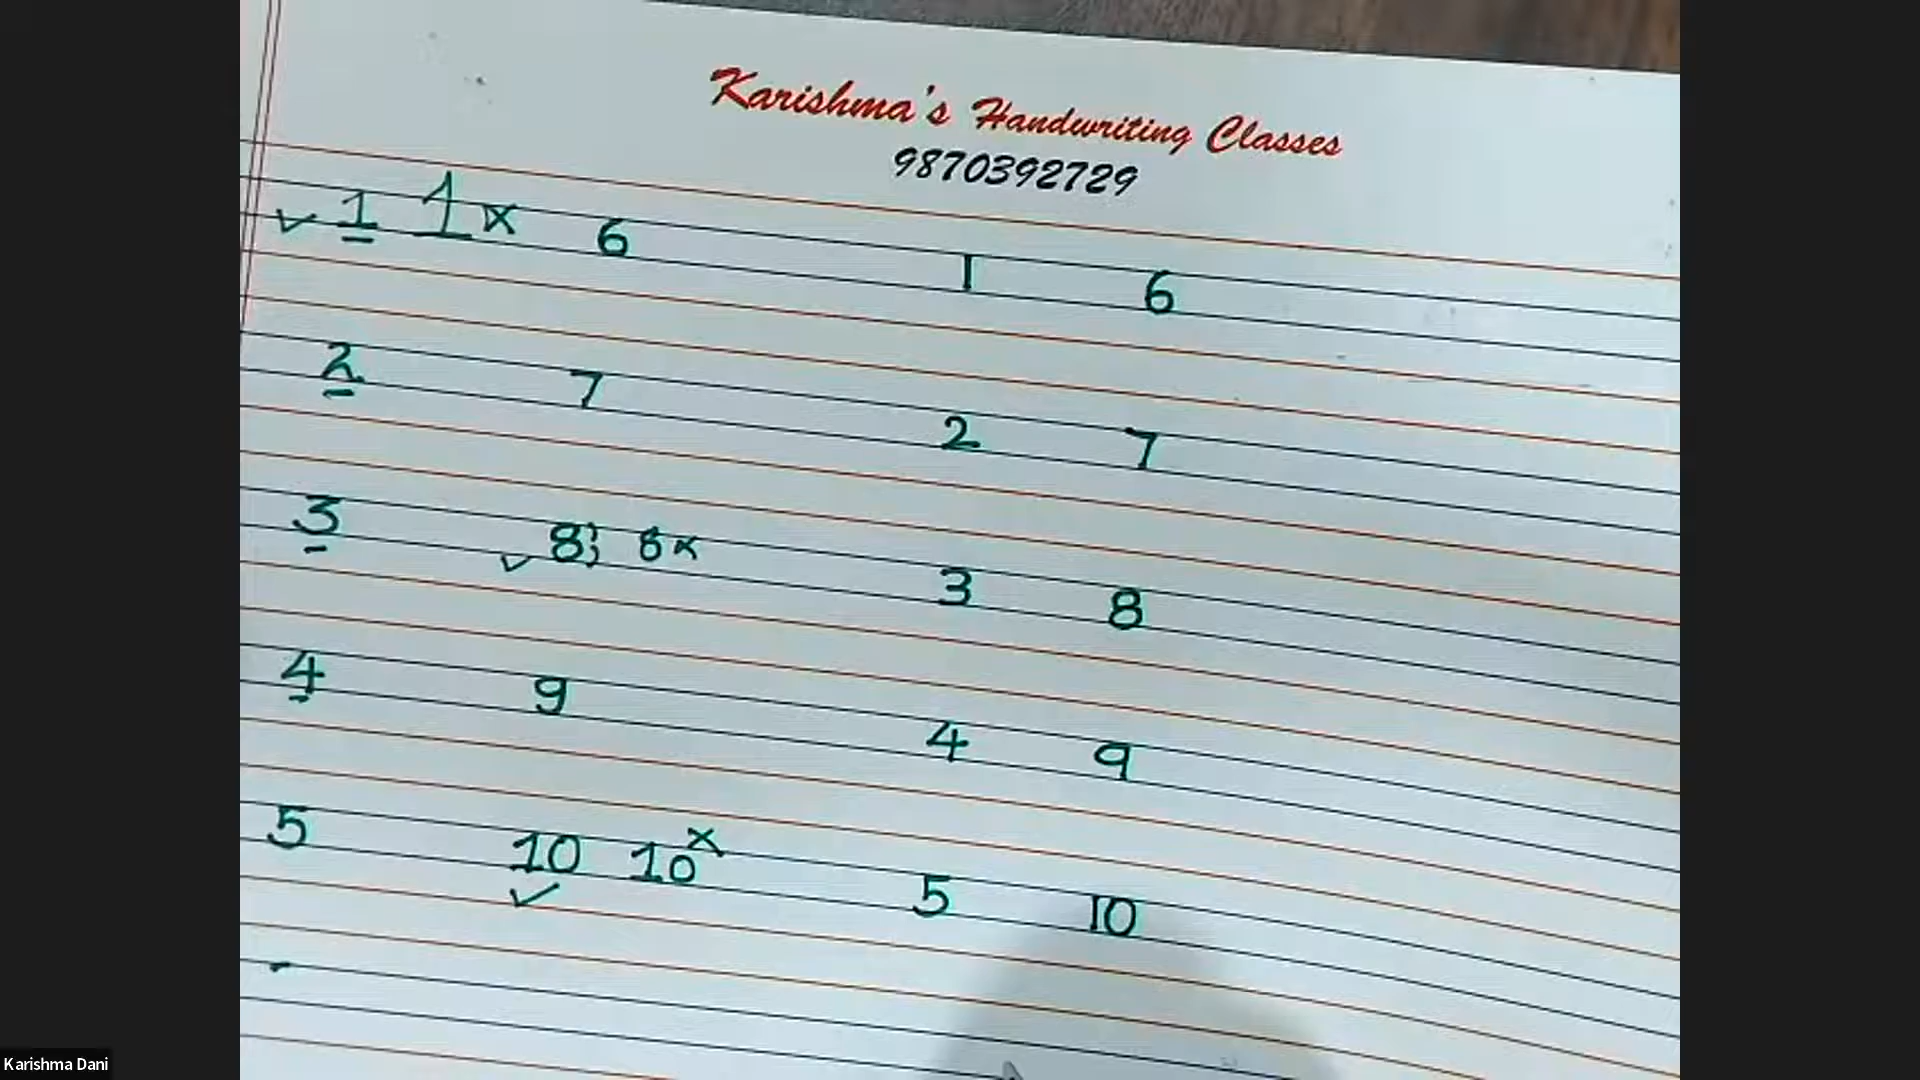 Karishma's Handwriting Classes
9870392729
✓ 1 1 x 6 1 6
2 7 2 7
3 ✓ 8; 8 x 3 8
4 9 4 9
5 10 10 x 5 10
✓
Karishma Dani